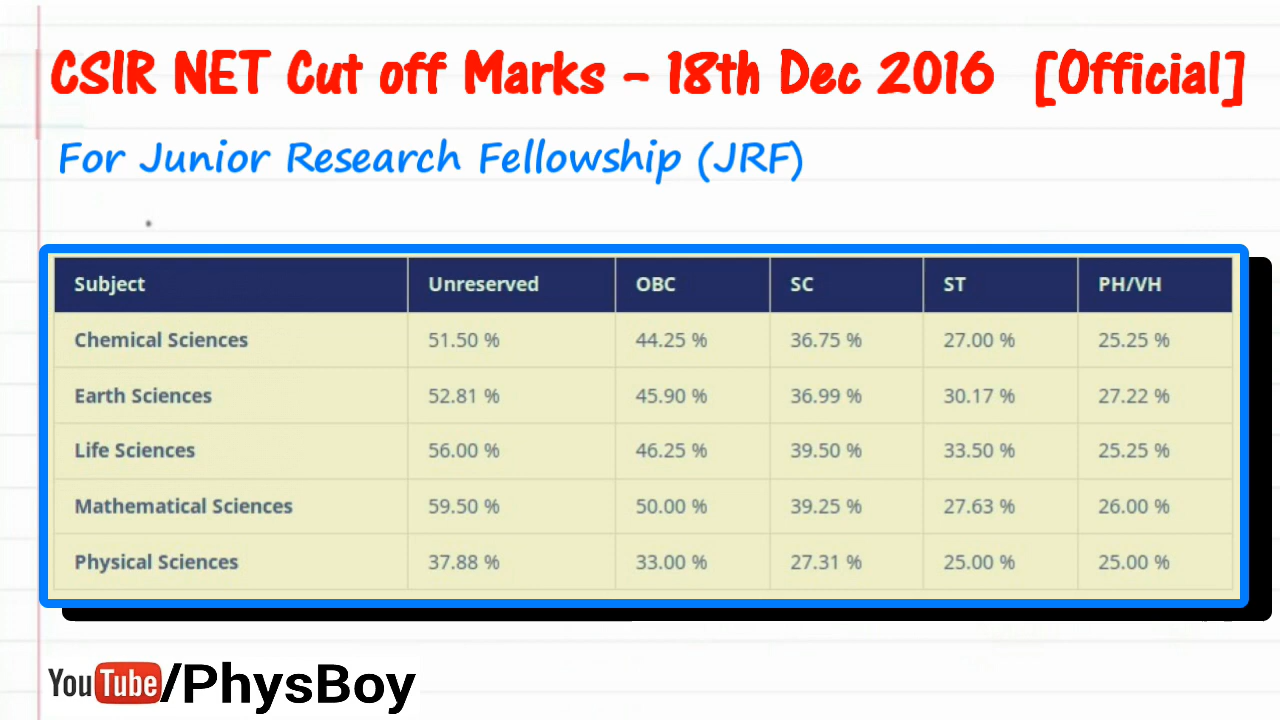 CSIR NET Cut off Marks - 18th Dec 2016 [Official]
For Junior Research Fellowship (JRF)
Subject Unreserved OBC SC ST PH/VH
Chemical Sciences 51.50 % 44.25 % 36.75 % 27.00 % 25.25 %
Earth Sciences 52.81 % 45.90 % 36.99 % 30.17 % 27.22 %
Life Sciences 56.00 % 46.25 % 39.50 % 33.50 % 25.25 %
Mathematical Sciences 59.50 % 50.00 % 39.25 % 27.63 % 26.00 %
Physical Sciences 37.88 % 33.00 % 27.31 % 25.00 % 25.00 %
YouTube/PhysBoy